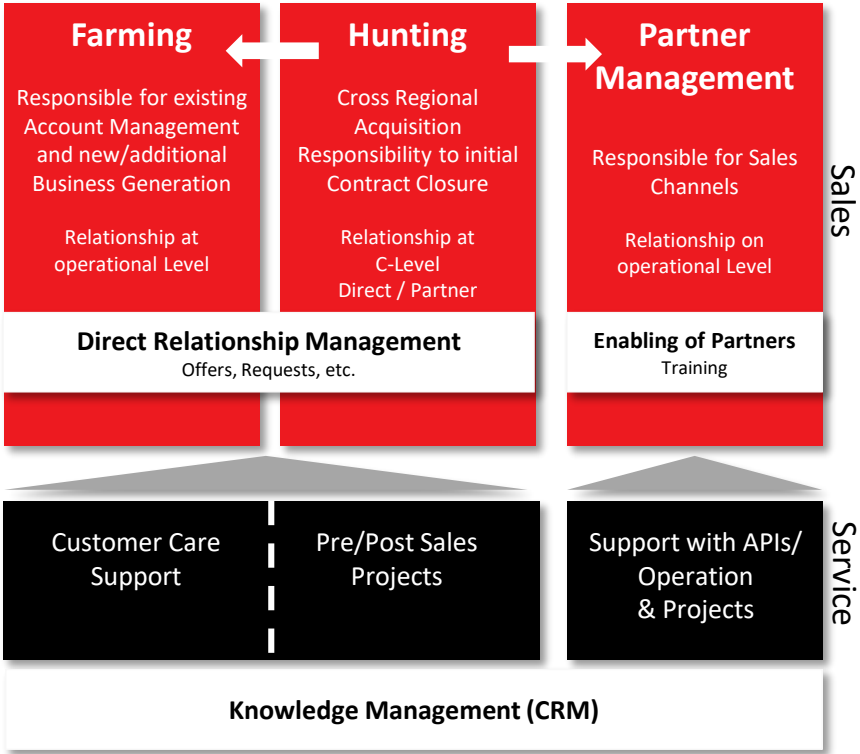 Farming
Responsible for existing
Account Management
and new/additional
Business Generation
Relationship at
operational Level
Hunting
Cross Regional
Acquisition
Responsibility to initial
Contract Closure
Relationship at
C-Level
Direct / Partner
Partner
Management
Responsible for Sales
Channels
Relationship on
operational Level
Sales
Direct Relationship Management
Offers, Requests, etc.
Enabling of Partners
Training
Customer Care
Support
Pre/Post Sales
Projects
Support with APIs/
Operation
& Projects
Service
Knowledge Management (CRM)